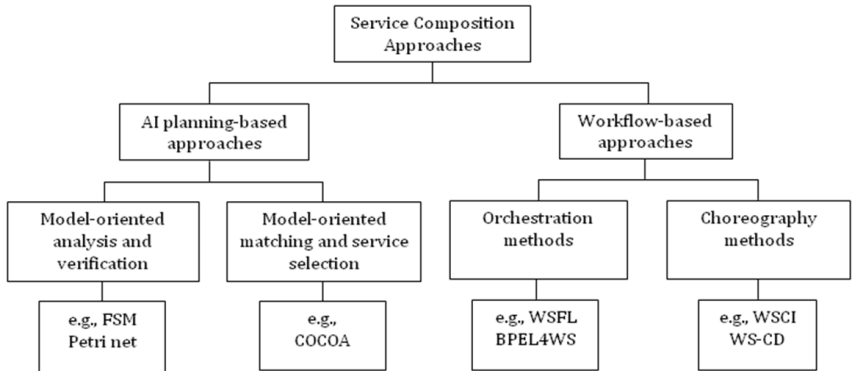 Service Composition
Approaches
AI planning-based
approaches
Workflow-based
approaches
Model-oriented
analysis and
verification
Model-oriented
matching and service
selection
Orchestration
methods
Choreography
methods
e.g., FSM
Petri net
e.g.,
COCOA
e.g., WSFL
BPEL4WS
e.g., WSCI
WS-CD